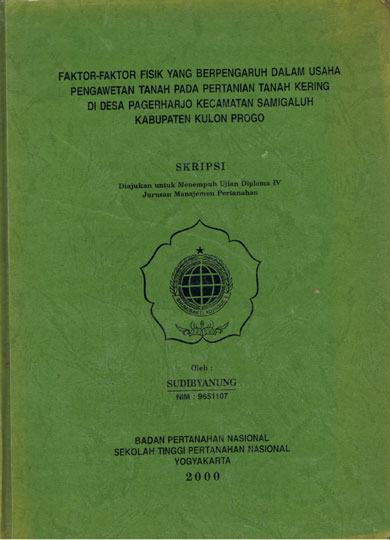 FAKTOR-FAKTOR FISIK YANG BERPENGARUH DALAM USAHA
PENGAWETAN TANAH PADA PERTANIAN TANAH KERING
DI DESA PAGERHARJO KECAMATAN SAMIGALUH
KABUPATEN KULON PROGO
SKRIPSI
Diajukan untuk Menempuh Ujian Diploma IV
Jurusan Manajemen Pertanahan
Oleh :
SUDIBYANUNG
NIM : 9651107
BADAN PERTANAHAN NASIONAL
SEKOLAH TINGGI PERTANAHAN NASIONAL
YOGYAKARTA
2000